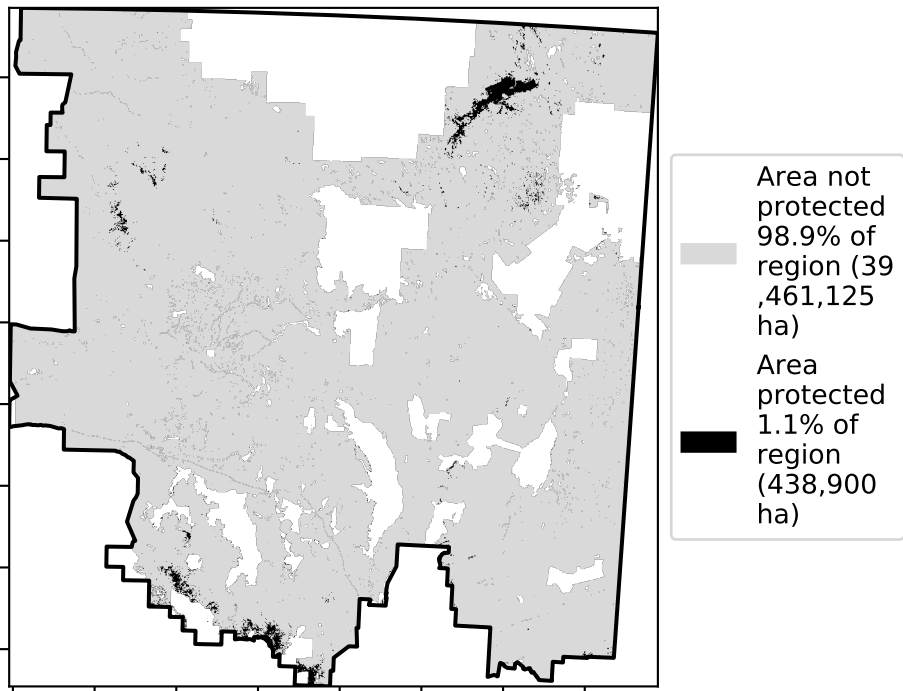 Area not
protected
98.9% of
region (39
,461,125
ha)
Area
protected
1.1% of
region
(438,900
ha)